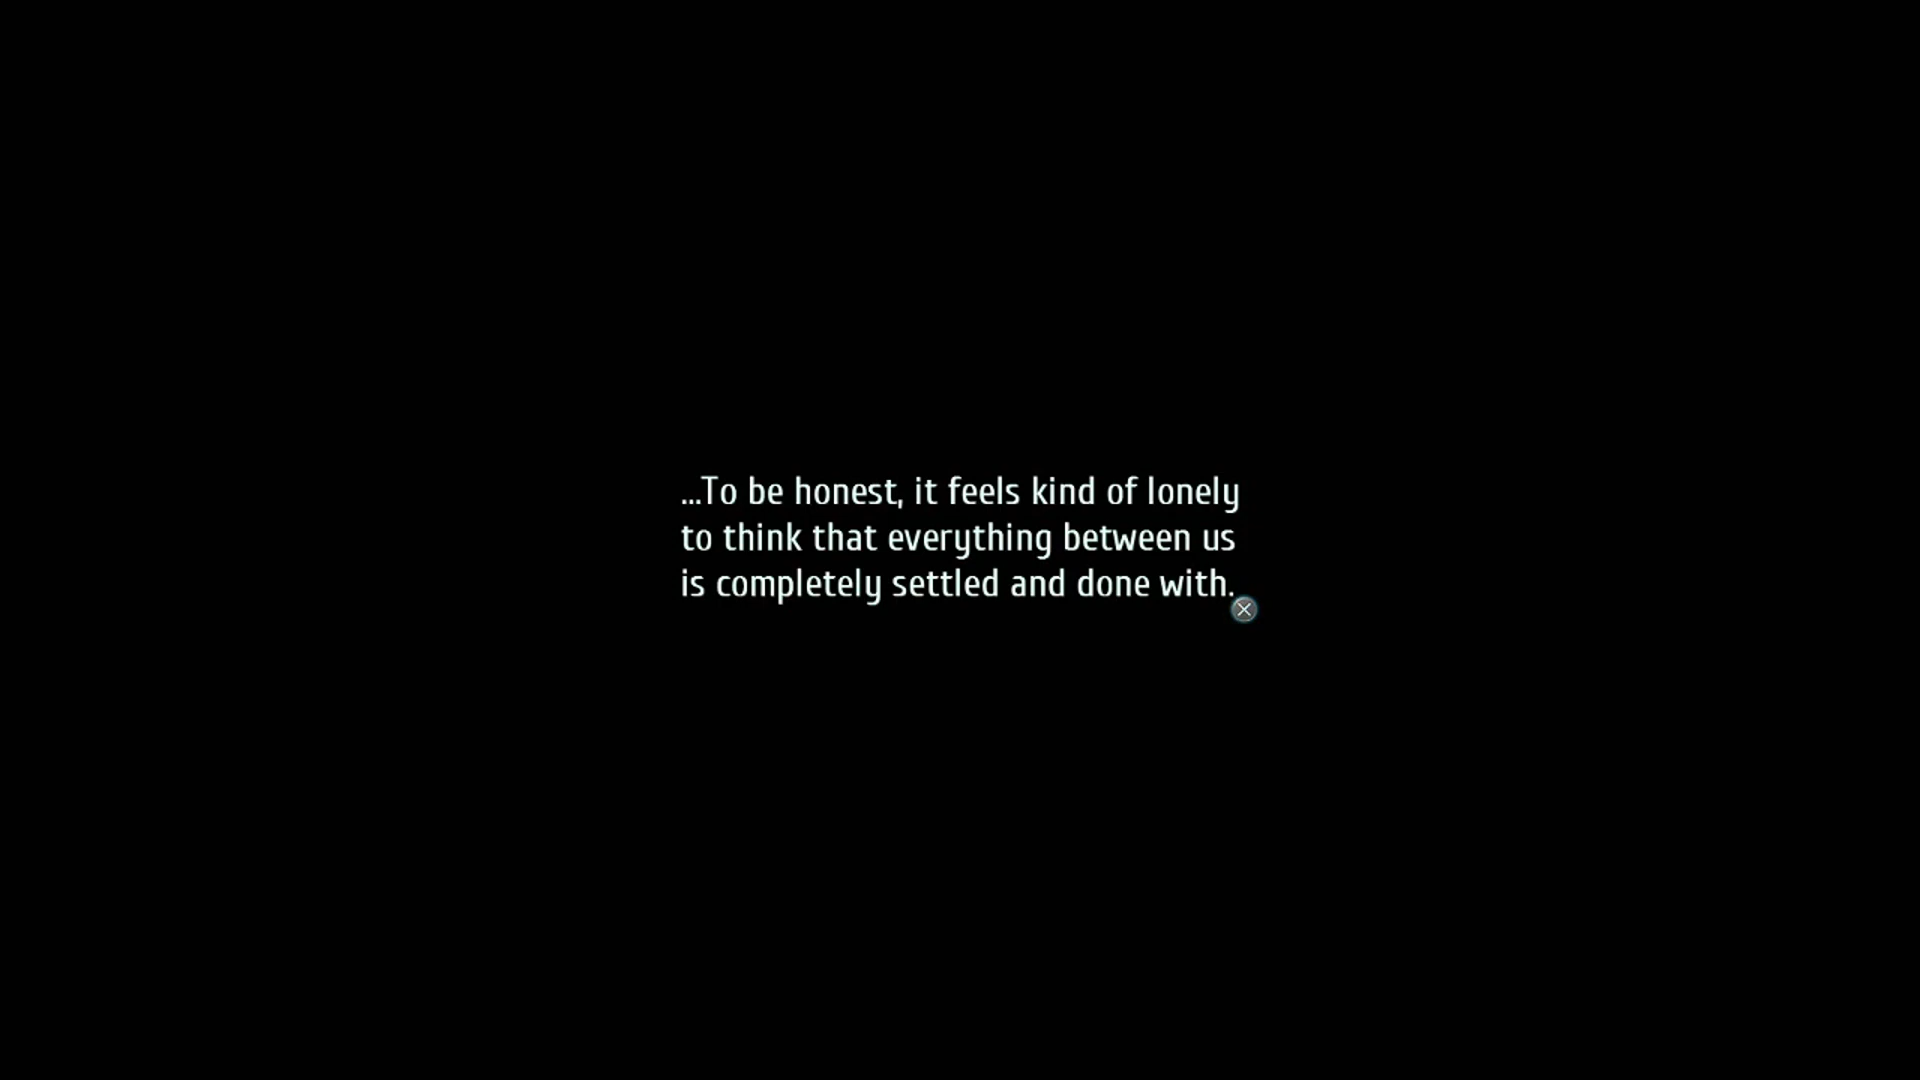 ...To be honest, it feels kind of lonely
to think that everything between us
is completely settled and done with.